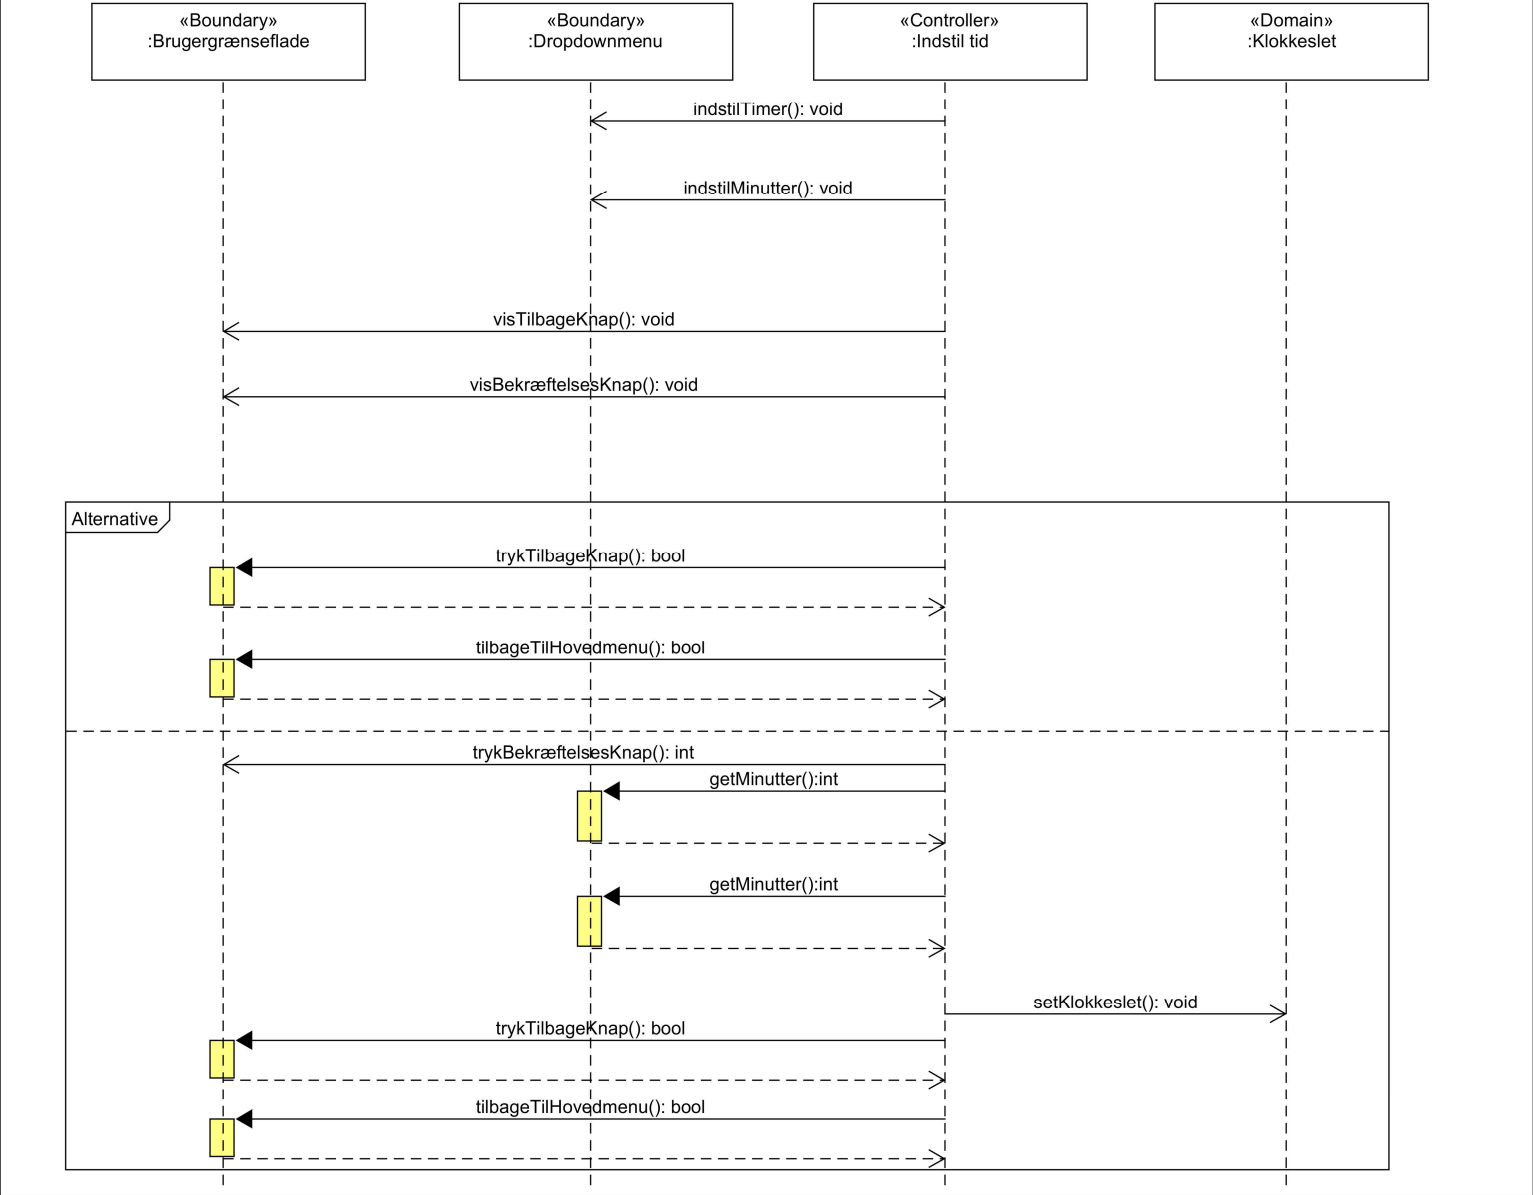 «Boundary»
:Brugergrænseflade
«Boundary»
:Dropdownmenu
«Controller»
:Indstil tid
«Domain»
:Klokkeslet
indstilTimer(): void
indstilMinutter(): void
visTilbageKnap(): void
visBekræftelsesKnap(): void
Alternative
trykTilbageKnap(): bool
tilbageTilHovedmenu(): bool
trykBekræftelsesKnap(): int
getMinutter():int
getMinutter():int
setKlokkeslet(): void
trykTilbageKnap(): bool
tilbageTilHovedmenu(): bool